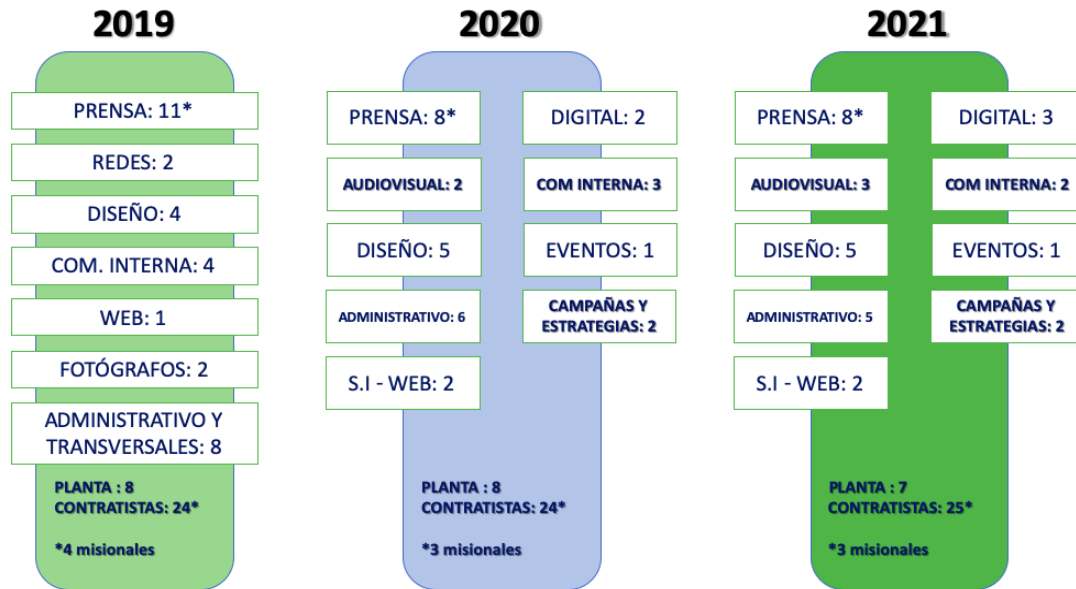 2019
PRENSA: 11*
REDES: 2
DISEÑO: 4
COM. INTERNA: 4
WEB: 1
FOTÓGRAFOS: 2
ADMINISTRATIVO Y
TRANSVERSALES: 8
PLANTA : 8
CONTRATISTAS: 24*
*4 misionales
2020
PRENSA: 8*
DIGITAL: 2
AUDIOVISUAL: 2
COM INTERNA: 3
DISEÑO: 5
EVENTOS: 1
ADMINISTRATIVO: 6
CAMPAÑAS Y
ESTRATEGIAS: 2
S.I - WEB: 2
PLANTA : 8
CONTRATISTAS: 24*
*3 misionales
2021
PRENSA: 8*
DIGITAL: 3
AUDIOVISUAL: 3
COM INTERNA: 2
DISEÑO: 5
EVENTOS: 1
ADMINISTRATIVO: 5
CAMPAÑAS Y
ESTRATEGIAS: 2
S.I - WEB: 2
PLANTA : 7
CONTRATISTAS: 25*
*3 misionales